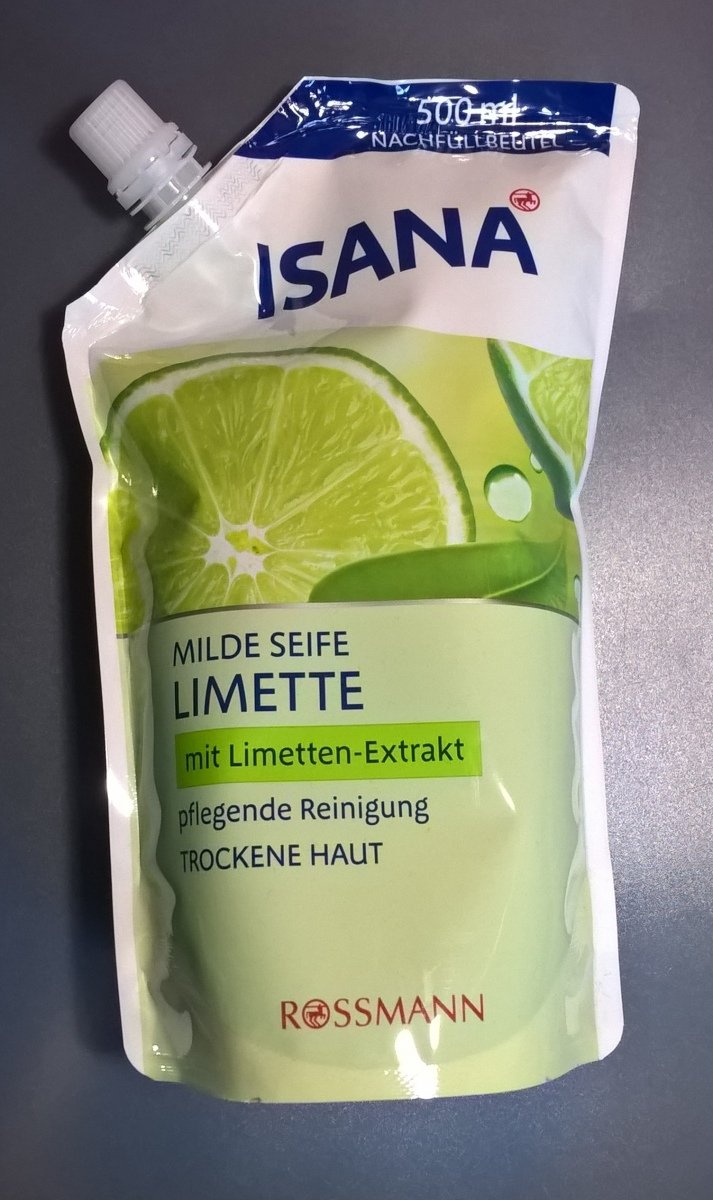 500 ml
NACHFÜLLBEUTEL
ISANA
MILDE SEIFE
LIMETTE
mit Limetten-Extrakt
pflegende Reinigung
TROCKENE HAUT
ROSSMANN